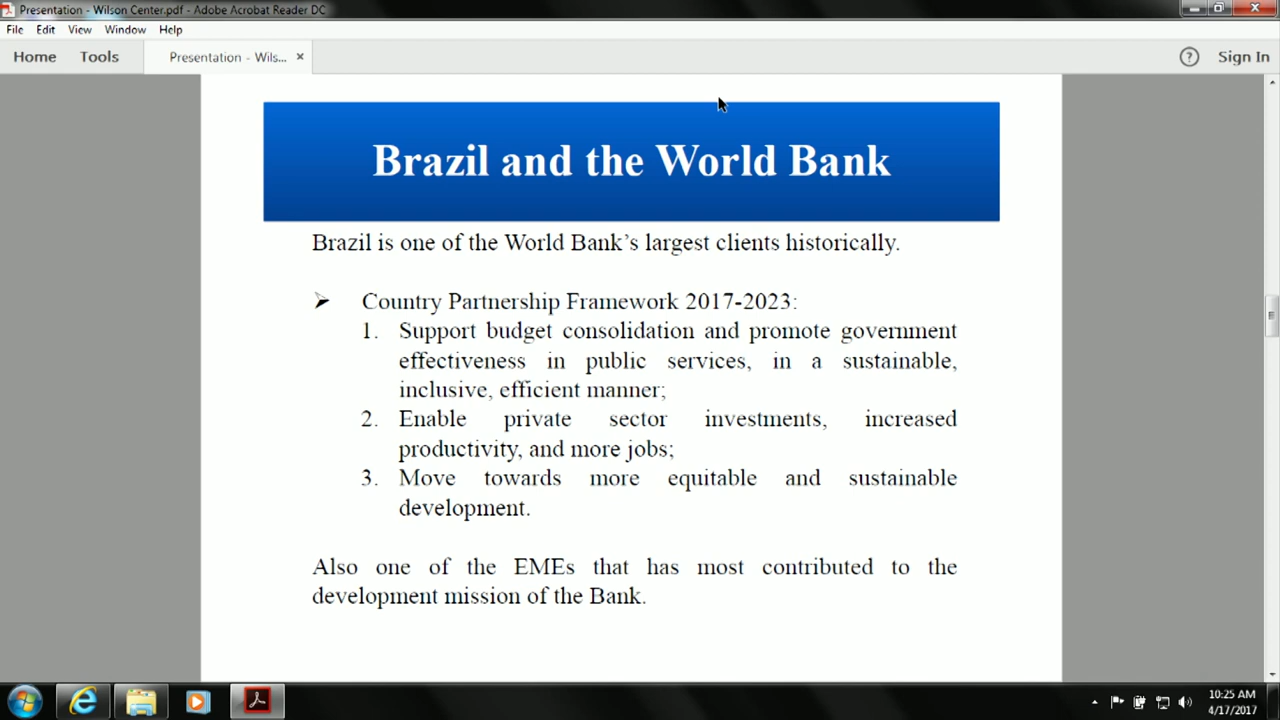 Presentation - Wilson Center.pdf - Adobe Acrobat Reader DC
File Edit View Window Help
Home Tools Presentation - Wils... × ? Sign In
Brazil and the World Bank
Brazil is one of the World Bank’s largest clients historically.
➢ Country Partnership Framework 2017-2023:
1. Support budget consolidation and promote government
effectiveness in public services, in a sustainable,
inclusive, efficient manner;
2. Enable private sector investments, increased
productivity, and more jobs;
3. Move towards more equitable and sustainable
development.
Also one of the EMEs that has most contributed to the
development mission of the Bank.
10:25 AM
4/17/2017